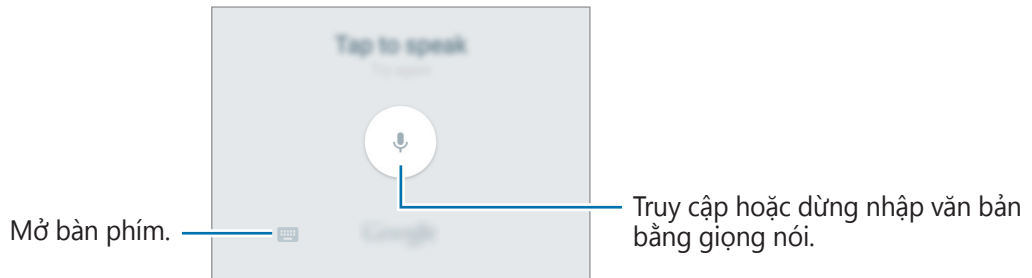 Tap to speak
Mở bàn phím.
Truy cập hoặc dừng nhập văn bản
bằng giọng nói.
Google